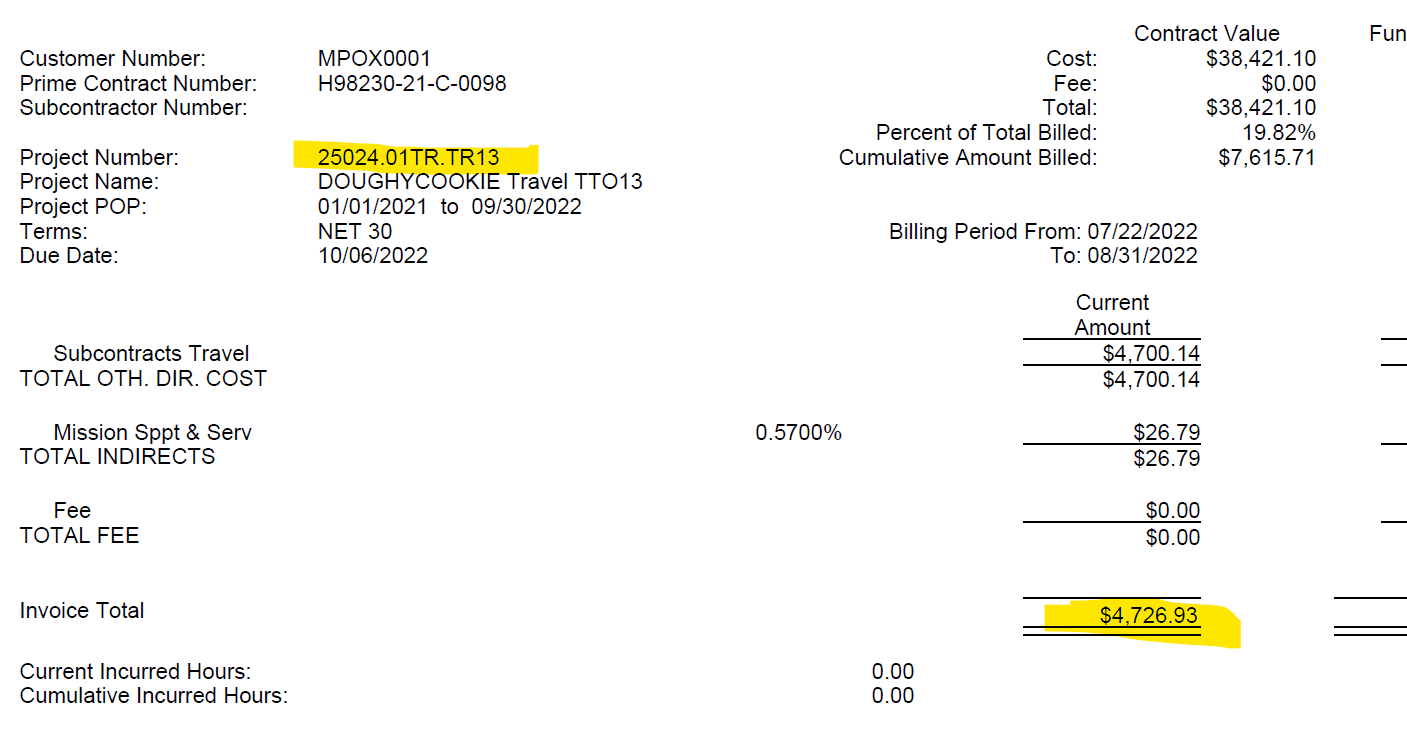 Contract Value Fun
Customer Number: MPOX0001 Cost: $38,421.10
Prime Contract Number: H98230-21-C-0098 Fee: $0.00
Subcontractor Number: Total: $38,421.10
Percent of Total Billed: 19.82%
Project Number: 25024.01TR.TR13 Cumulative Amount Billed: $7,615.71
Project Name: DOUGHYCOOKIE Travel TTO13
Project POP: 01/01/2021 to 09/30/2022
Terms: NET 30 Billing Period From: 07/22/2022
Due Date: 10/06/2022 To: 08/31/2022
Current
Amount
Subcontracts Travel $4,700.14
TOTAL OTH. DIR. COST $4,700.14
Mission Sppt & Serv 0.5700% $26.79
TOTAL INDIRECTS $26.79
Fee $0.00
TOTAL FEE $0.00
Invoice Total $4,726.93
Current Incurred Hours: 0.00
Cumulative Incurred Hours: 0.00